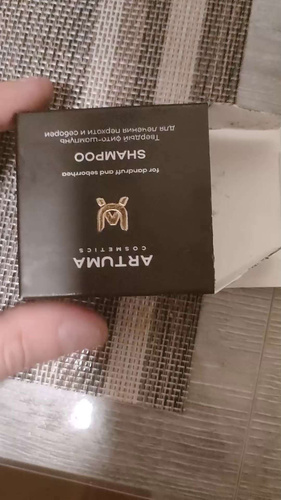 ARTUMA
COSMETICS
for dandruff and seborrhea
SHAMPOO
Твердый фито-шампунь
для лечения перхоти и себореи